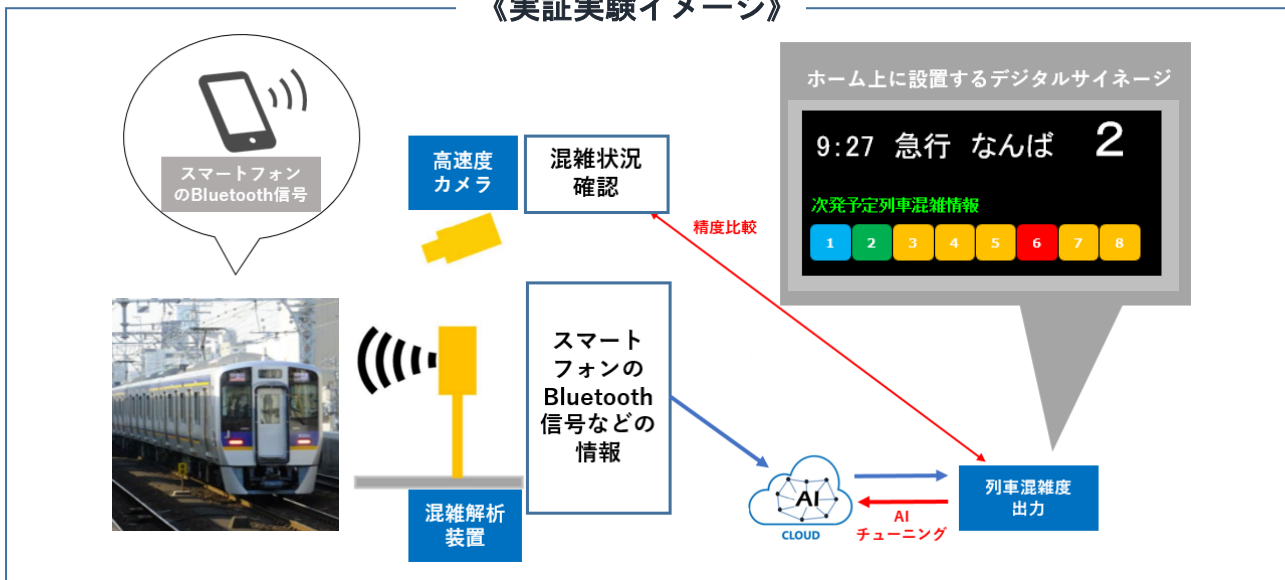 《実証実験イメージ》
スマートフォン
のBluetooth信号
高速度
カメラ
混雑状況
確認
精度比較
ホーム上に設置するデジタルサイネージ
9:27 急行 なんば 2
次発予定列車混雑情報
1 2 3 4 5 6 7 8
スマート
フォンの
Bluetooth
信号などの
情報
混雑解析
装置
AI
CLOUD
AI
チューニング
列車混雑度
出力